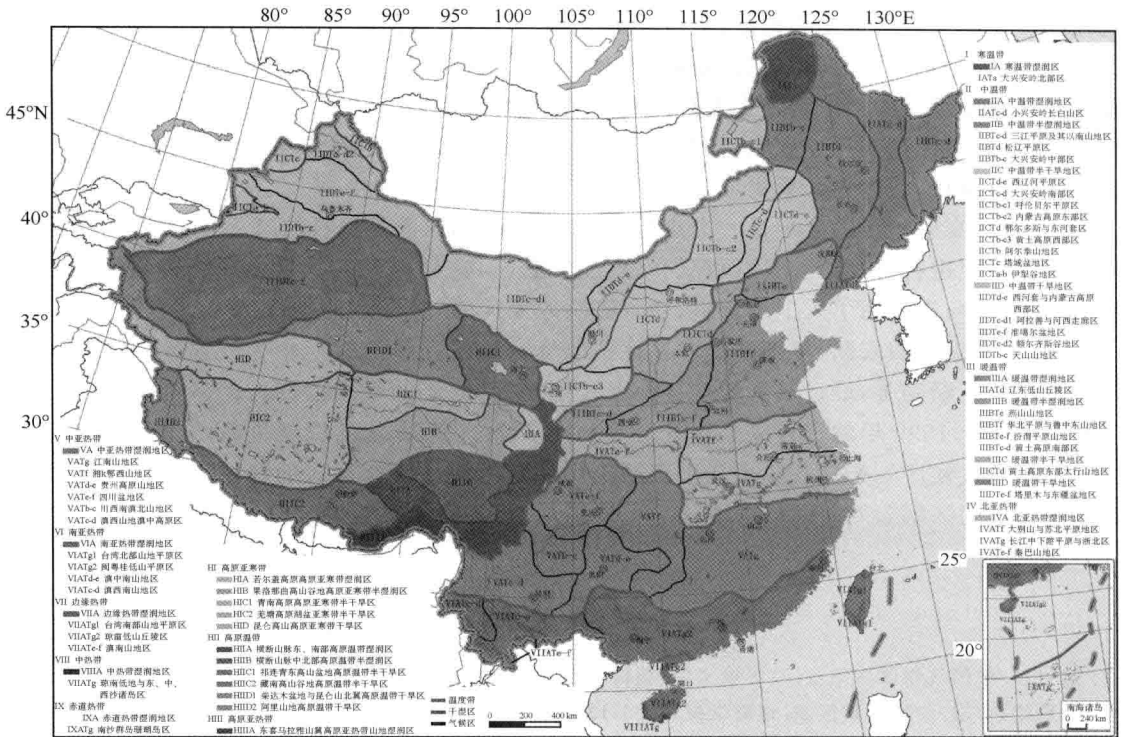 80° 85° 90° 95° 100° 105° 110° 115° 120° 125° 130°E
45°N
40°
35°
30°
25°
20°
I 寒温带
IA 寒温带湿润区
IATa 大兴安岭北部区
II 中温带
IIA 中温带湿润地区
IIATc-d 小兴安岭长白山区
IIB 中温带半湿润地区
IIBTc-d 三江平原及其以南山地区
IIBTd 松辽平原区
IIBTb-c 大兴安岭中部区
IIC 中温带半干旱地区
IICTd-e 西辽河平原区
IICTc-d 大兴安岭南部区
IICTb-c1 呼伦贝尔平原区
IICTb-c2 内蒙古高原东部区
IICTd 鄂尔多斯与东河套区
IICTb-c3 黄土高原西部区
IICTb 阿尔泰山地区
IICTc 塔城盆地区
IICTa-b 伊犁谷地区
IID 中温带干旱地区
IIDTd-e 西河套与内蒙古高原
西部区
IIDTc-d1 阿拉善与河西走廊区
IIDTe-f 准噶尔盆地区
IIDTc-d2 额尔齐斯谷地区
IIDTb-c 天山山地区
III 暖温带
IIIA 暖温带湿润地区
IIIATd 辽东低山丘陵区
IIIB 暖温带半湿润地区
IIIBTe 燕山山地区
IIIBTf 华北平原与鲁中东山地区
IIIBTe-f 汾渭平原山地区
IIIBTc-d 黄土高原南部区
IIIC 暖温带半干旱地区
IIICTd 黄土高原东部太行山地区
IIID 暖温带干旱地区
IIIDTe-f 塔里木与东疆盆地区
IV 北亚热带
IVA 北亚热带湿润地区
IVATf 大别山与苏北平原地区
IVATg 长江中下游平原与浙北区
IVATe-f 秦巴山地区
V 中亚热带
VA 中亚热带湿润地区
VATg 江南山地区
VATf 湘鄂西山地区
VATd-e 贵州高原山地区
VATe-f 四川盆地区
VATb-c 川西南滇北山地区
VATc-d 滇西山地滇中高原区
VI 南亚热带
VIA 南亚热带湿润地区
VIATg1 台湾北部山地平原区
VIATg2 闽粤桂低山平原区
VIATd-e 滇中南山地区
VIATc-d 滇西南山地区
VII 边缘热带
VIIA 边缘热带湿润地区
VIIATg1 台湾南部山地平原区
VIIATg2 琼雷低山丘陵区
VIIATe-f 滇南山地区
VIII 中热带
VIIIA 中热带湿润地区
VIIATg 琼南低地与东、中、
西沙诸岛区
IX 赤道热带
IXA 赤道热带湿润地区
IXATg 南沙群岛珊瑚岛区
HI 高原亚寒带
HIA 若尔盖高原高原亚寒带湿润区
HIB 果洛那曲高山谷地高原亚寒带半湿润区
HIC1 青南高原高原亚寒带半干旱区
HIC2 羌塘高原湖盆亚寒带半干旱区
HID 昆仑高山高原亚寒带干旱区
HII 高原温带
HIIA 横断山脉东、南部高原温带湿润区
HIIB 横断山脉中北部高原温带半湿润区
HIIC1 祁连青东高山盆地高原温带半干旱区
HIIC2 藏南高山谷地高原温带半干旱区
HIID1 柴达木盆地与昆仑山北翼高原温带干旱区
HIID2 阿里山地高原温带干旱区
HIII 高原亚热带
HIIIA 东喜马拉雅山翼高原亚热带山地湿润区
温度带
干湿区
气候区
0 200 400 km
南海诸岛
0 240 km
IICTb-c2
IICTd-e
IICTc-d
IIDTc-d1
IIDTe-f
IIDTb-c
IICTd
IICTb-c3
HID
HIC2
HIC1
HIB
HIA
HIID1
HIIC2
IVATg
VATf
VATg
VIIATe-f
VIIATg2
VIIIATg
乌鲁木齐
呼和浩特